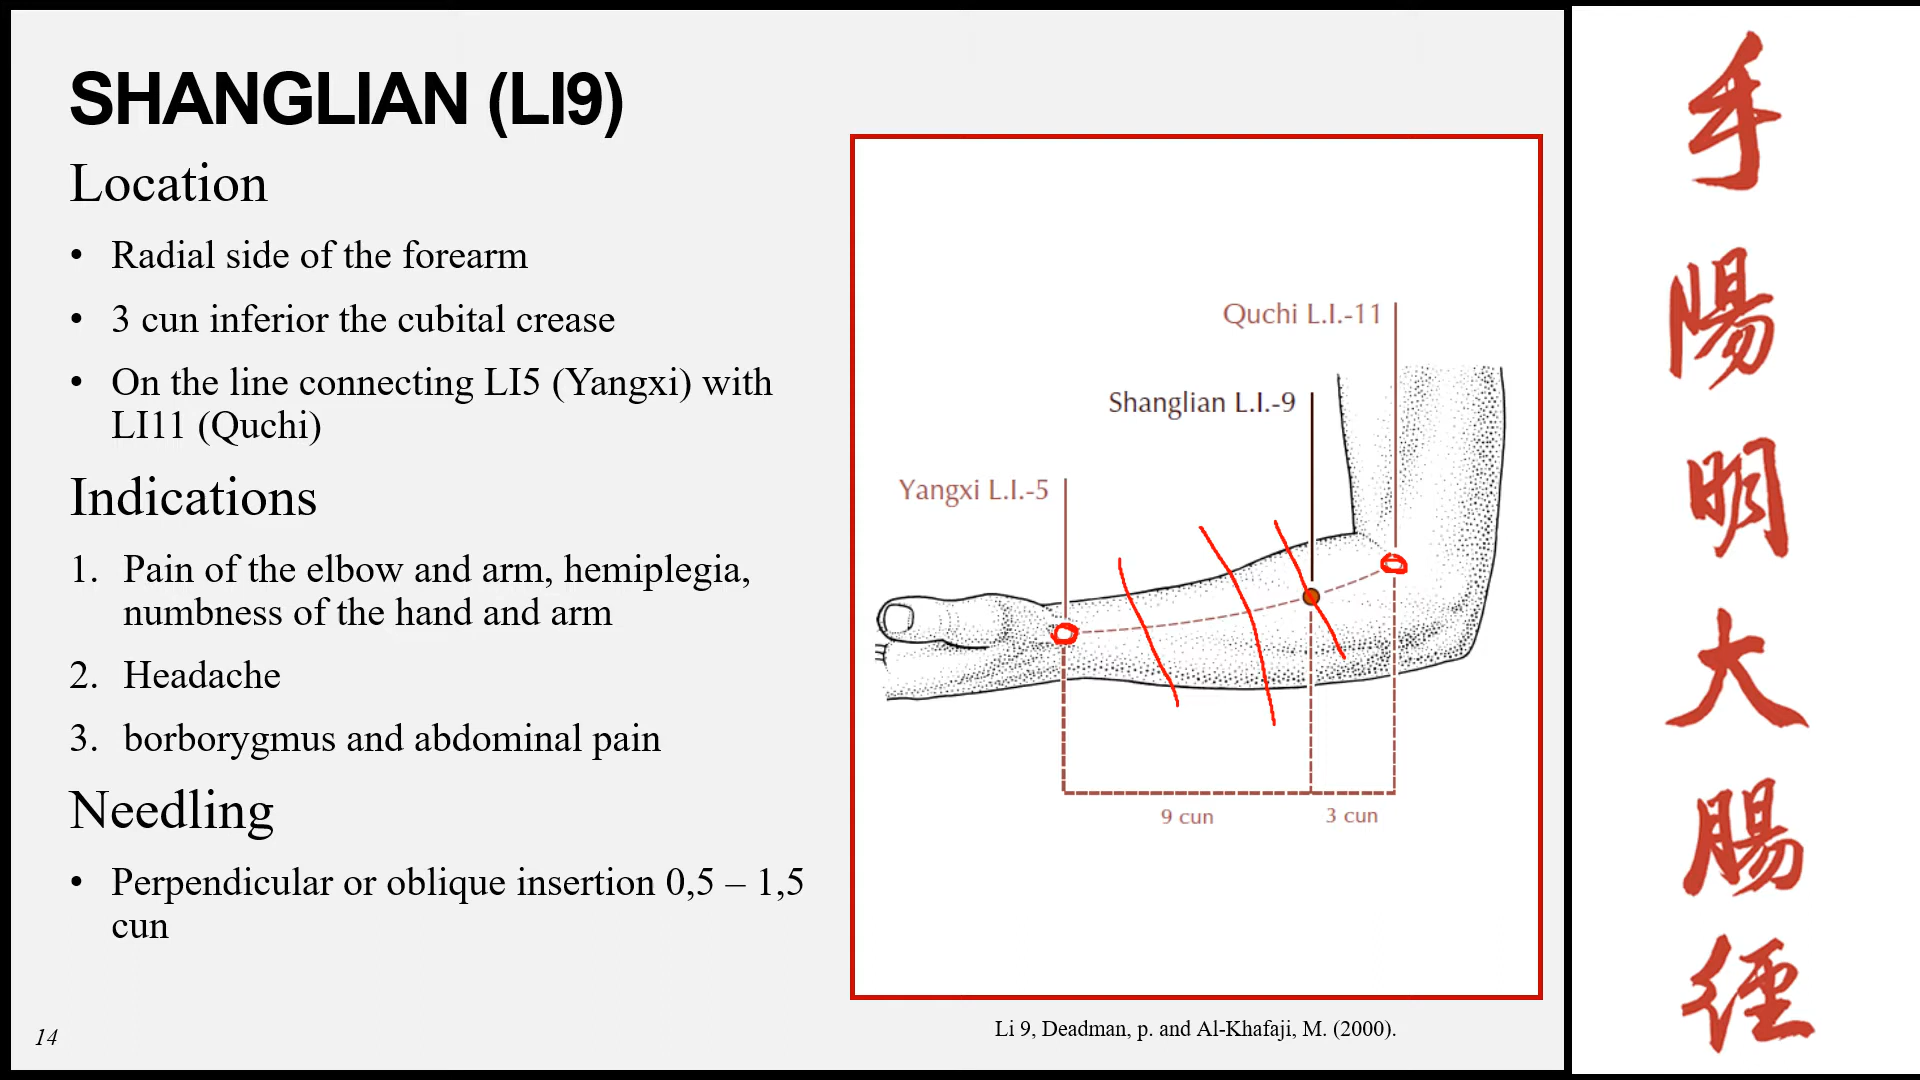 SHANGLIAN (LI9)
Location
• Radial side of the forearm
• 3 cun inferior the cubital crease
• On the line connecting LI5 (Yangxi) with
LI11 (Quchi)
Indications
1. Pain of the elbow and arm, hemiplegia,
numbness of the hand and arm
2. Headache
3. borborygmus and abdominal pain
Needling
• Perpendicular or oblique insertion 0,5 – 1,5
cun
14
Quchi L.I.-11
Shanglian L.I.-9
Yangxi L.I.-5
9 cun
3 cun
Li 9, Deadman, p. and Al-Khafaji, M. (2000).
手
陽
明
大
腸
經